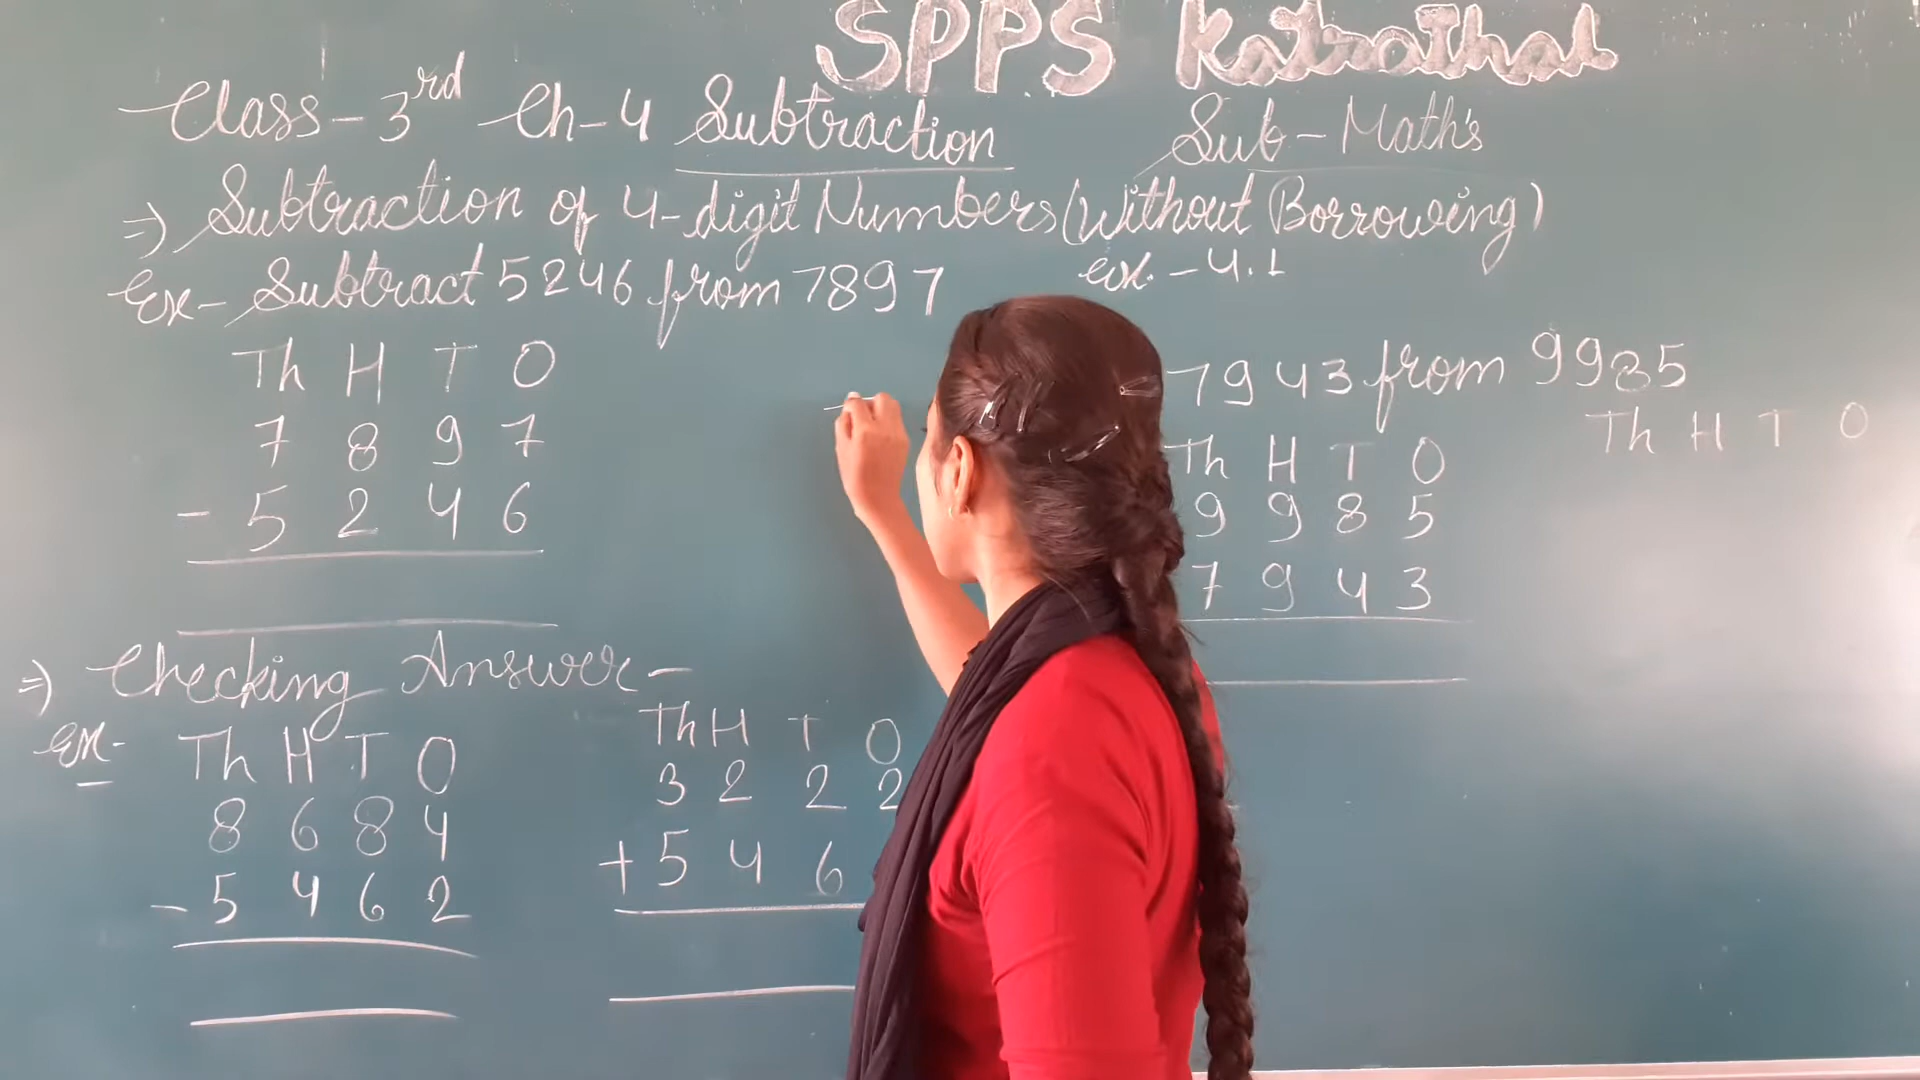 SPPS Katrathal
Class-3rd Ch-4 Subtraction Sub-Math's
=> Subtraction of 4-digit Numbers (Without Borrowing)
Ex- Subtract 5246 from 7897
Th H T O
7 8 9 7
- 5 2 4 6
=> Checking Answer-
Ex-
Th H T O
8 6 8 4
- 5 4 6 2
Th H T O
3 2 2 2
+ 5 4 6
Ex.-4.1
7943 from 9985
Th H T O
9 9 8 5
7 9 4 3
Th H T O